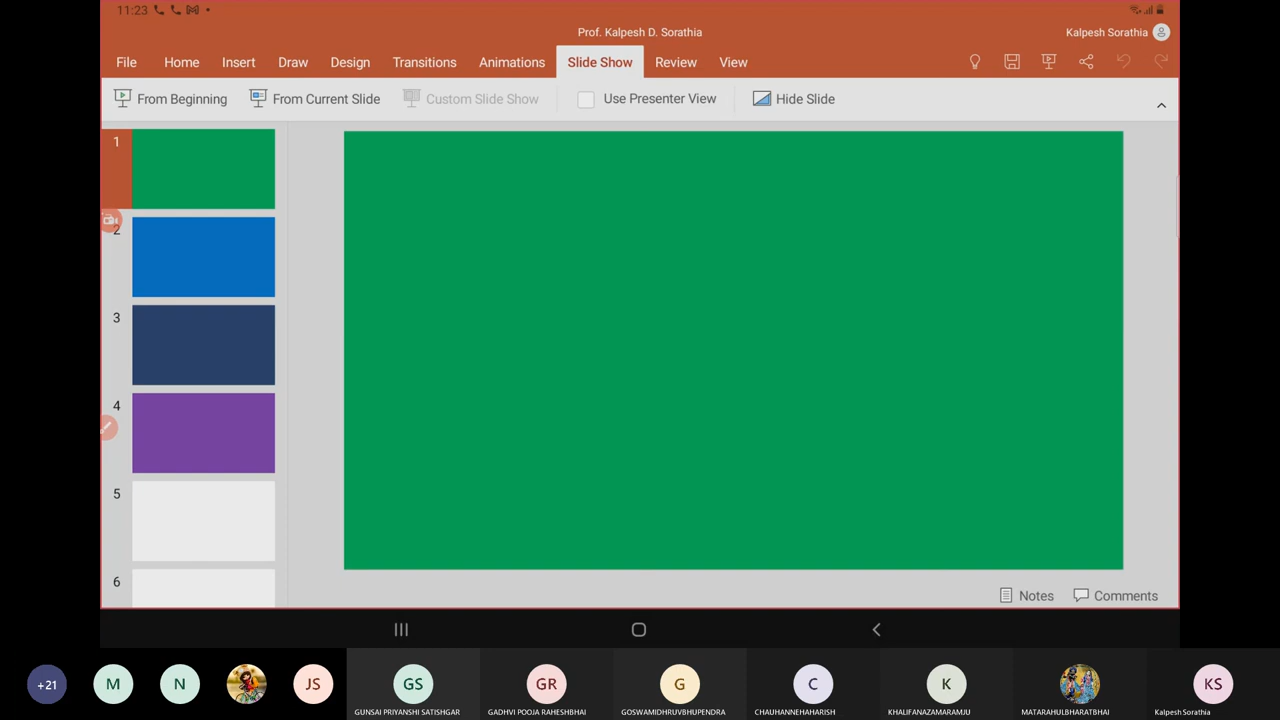 11:23
Prof. Kalpesh D. Sorathia
Kalpesh Sorathia
File Home Insert Draw Design Transitions Animations Slide Show Review View
From Beginning From Current Slide Custom Slide Show Use Presenter View Hide Slide
1
2
3
4
5
6
Notes Comments
+21 M N JS GS GR G C K KS
GUNSAI PRIYANSHI SATISHGAR GADHVI POOJA RAHESHBHAI GOSWAMIDHRUVBHUPENDRA CHAUHANNEHAHARISH KHALIFANAZAMARAMJU MATARAHULBHARATBHAI Kalpesh Sorathia